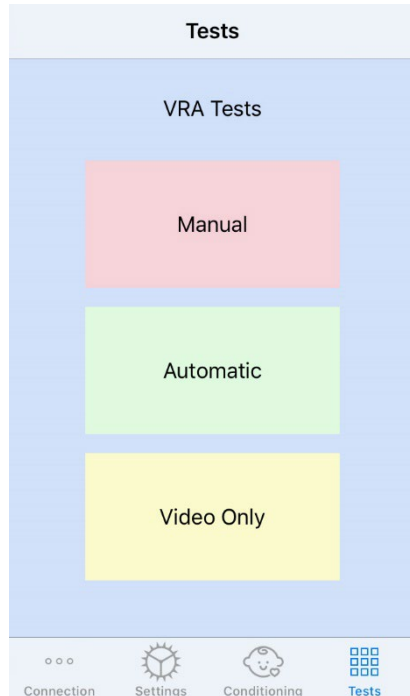 Tests
VRA Tests
Manual
Automatic
Video Only
Connection Settings Conditioning Tests